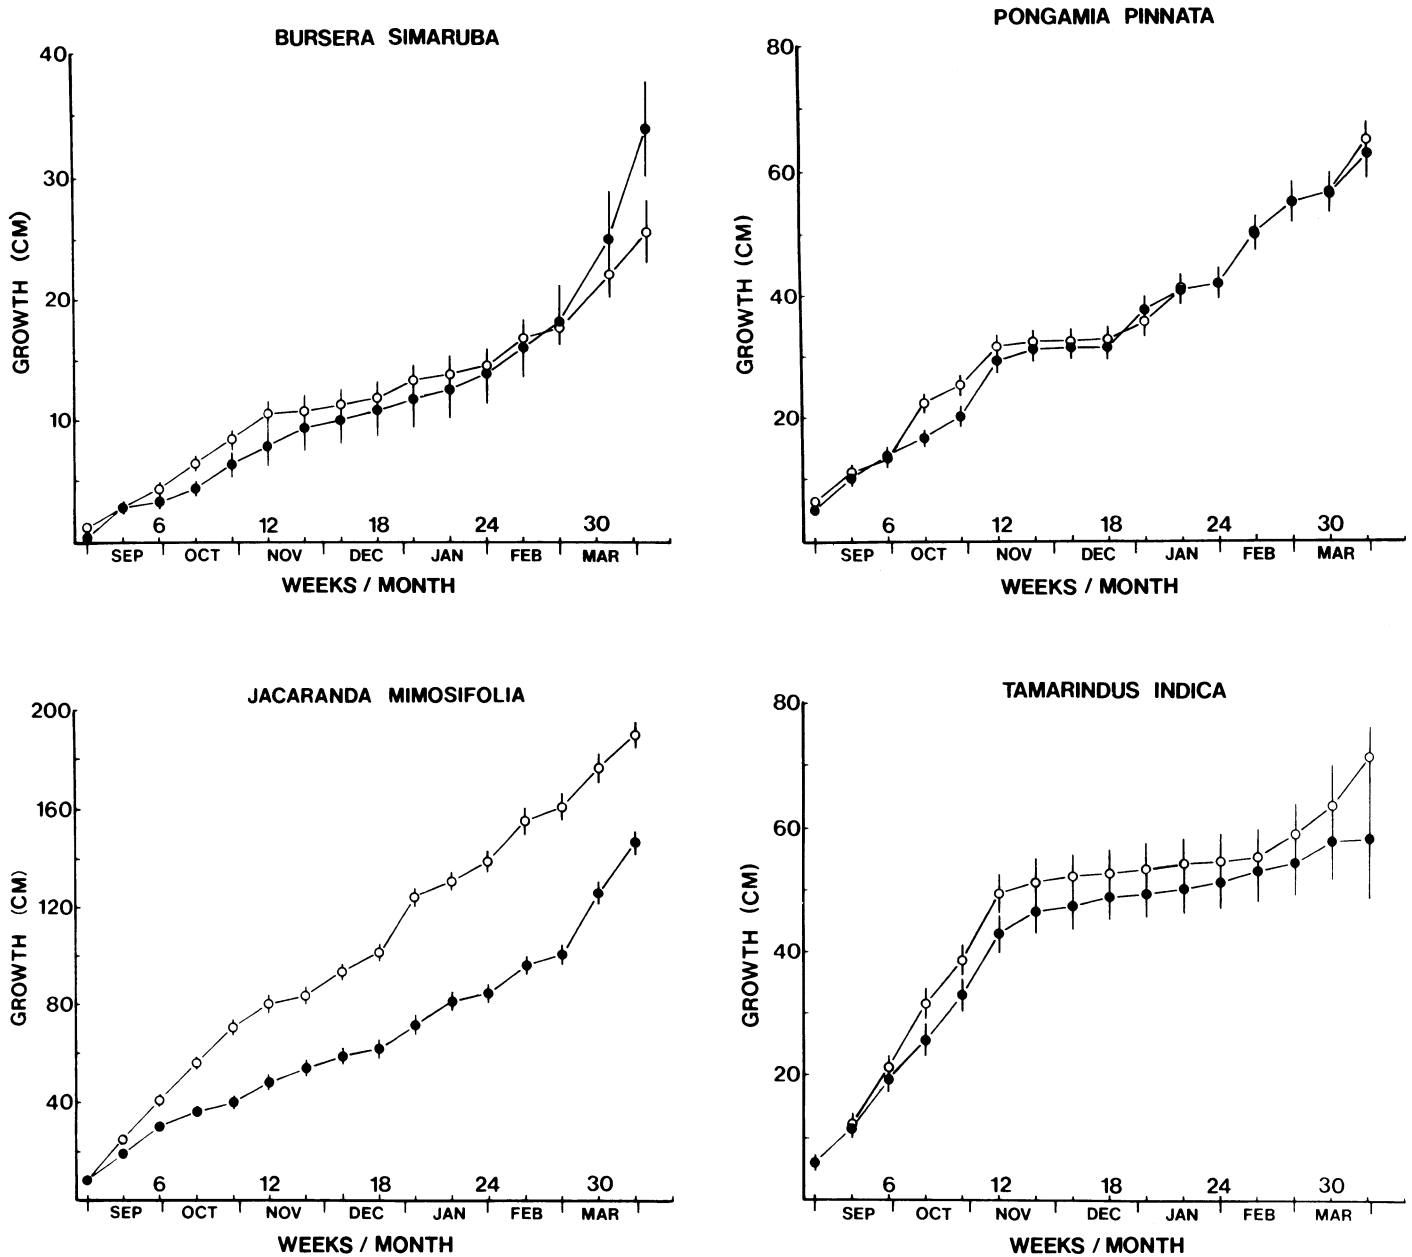 BURSERA SIMARUBA
40
30
20
10
GROWTH (CM)
6 12 18 24 30
SEP OCT NOV DEC JAN FEB MAR
WEEKS / MONTH
PONGAMIA PINNATA
80
60
40
20
GROWTH (CM)
6 12 18 24 30
SEP OCT NOV DEC JAN FEB MAR
WEEKS / MONTH
JACARANDA MIMOSIFOLIA
200
160
120
80
40
GROWTH (CM)
6 12 18 24 30
SEP OCT NOV DEC JAN FEB MAR
WEEKS / MONTH
TAMARINDUS INDICA
80
60
40
20
GROWTH (CM)
6 12 18 24 30
SEP OCT NOV DEC JAN FEB MAR
WEEKS / MONTH